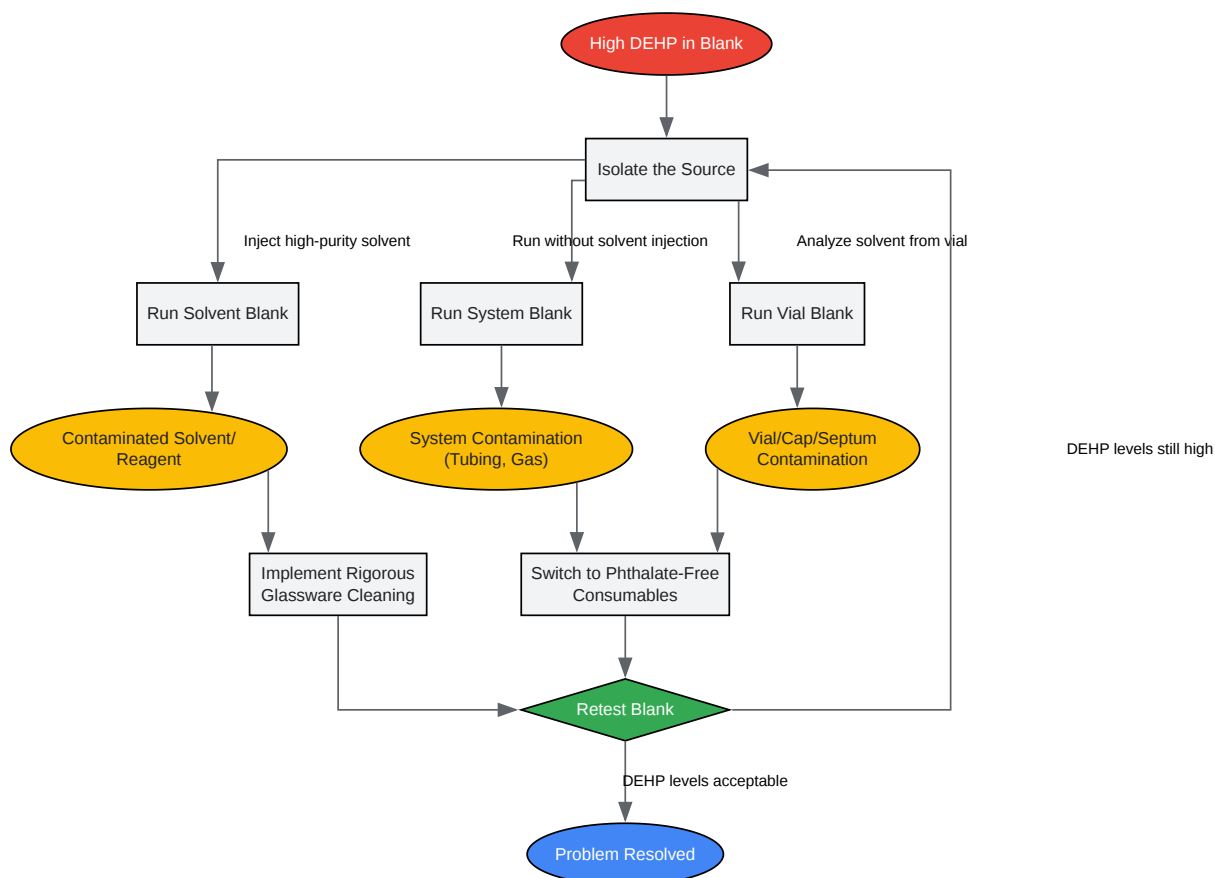 High DEHP in Blank
Isolate the Source
Inject high-purity solvent
Run without solvent injection
Analyze solvent from vial
Run Solvent Blank
Run System Blank
Run Vial Blank
Contaminated Solvent/
Reagent
System Contamination
(Tubing, Gas)
Vial/Cap/Septum
Contamination
DEHP levels still high
Implement Rigorous
Glassware Cleaning
Switch to Phthalate-Free
Consumables
Retest Blank
DEHP levels acceptable
Problem Resolved